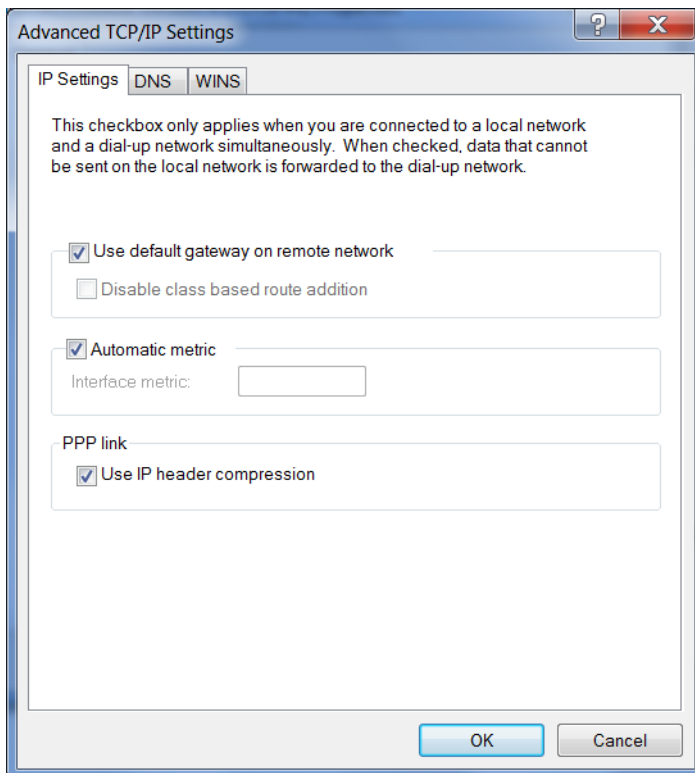 Advanced TCP/IP Settings
?
X
IP Settings DNS WINS
This checkbox only applies when you are connected to a local network
and a dial-up network simultaneously. When checked, data that cannot
be sent on the local network is forwarded to the dial-up network.
Use default gateway on remote network
Disable class based route addition
Automatic metric
Interface metric:
PPP link
Use IP header compression
OK Cancel